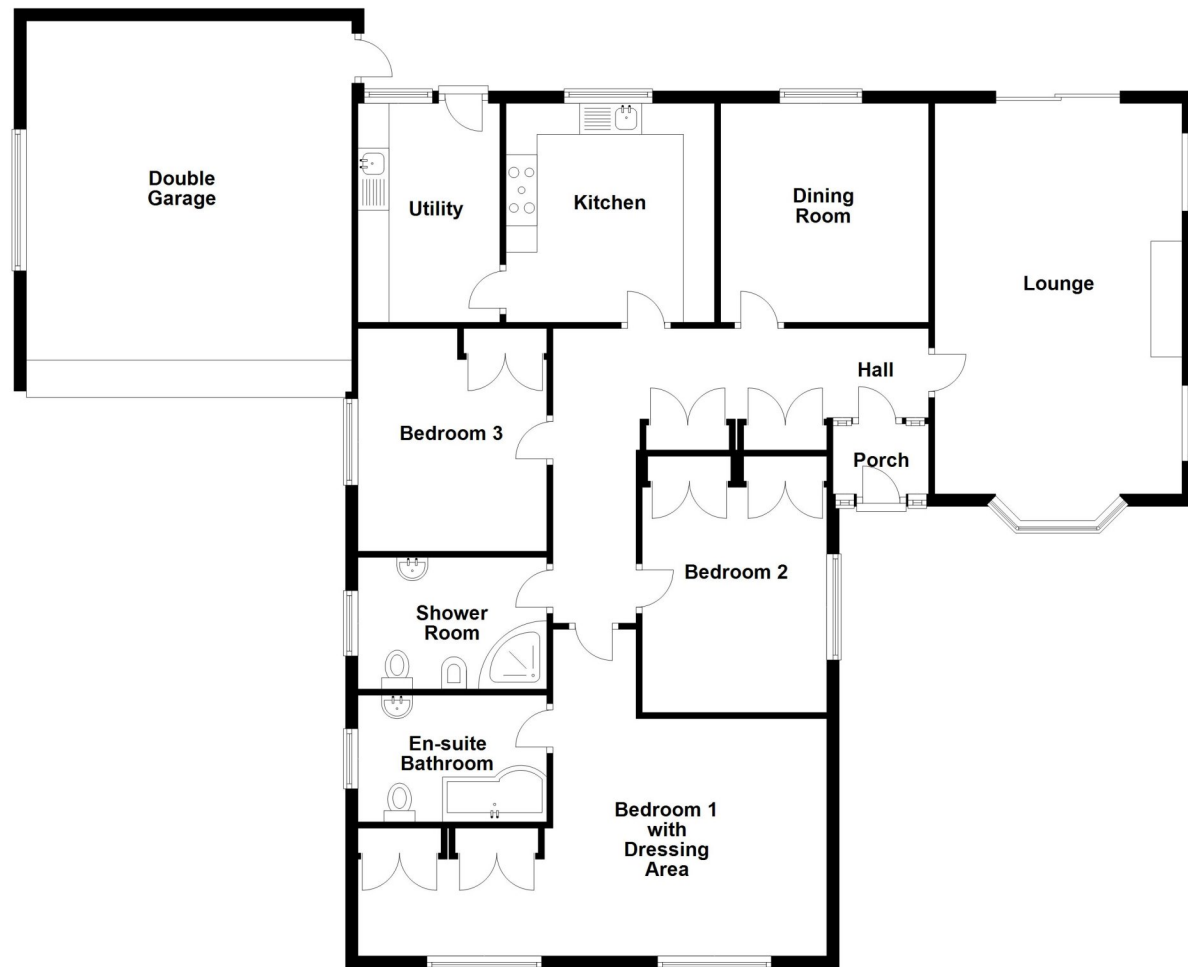 Double
Garage
Utility
Kitchen
Dining
Room
Lounge
Hall
Bedroom 3
Porch
Bedroom 2
Shower
Room
En-suite
Bathroom
Bedroom 1
with
Dressing
Area